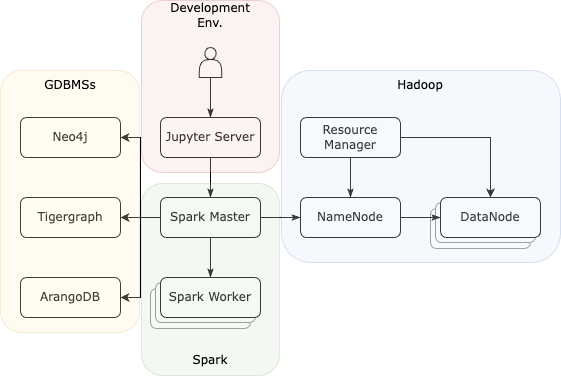 Development
Env.
GDBMSs
Hadoop
Neo4j
Jupyter Server
Resource
Manager
Tigergraph
Spark Master
NameNode
DataNode
ArangoDB
Spark Worker
Spark